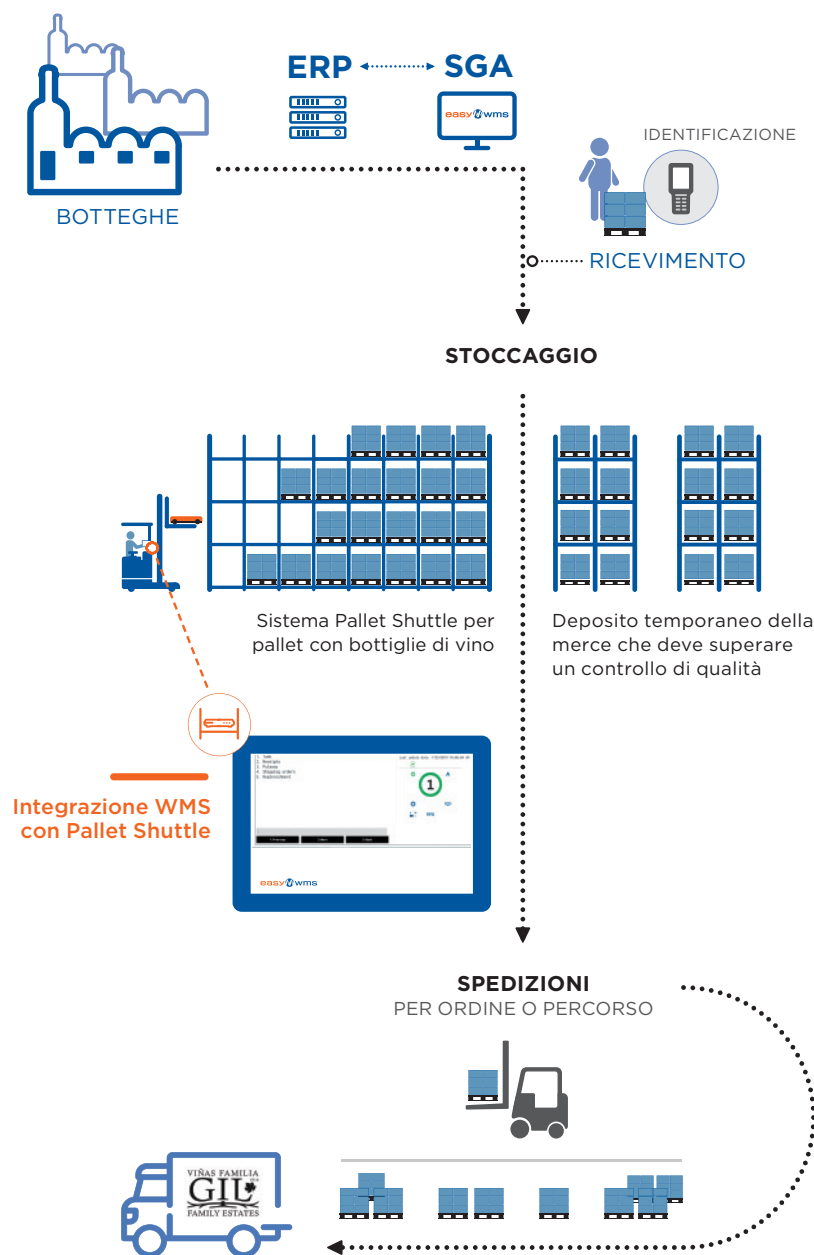 ERP
SGA
easy wms
IDENTIFICAZIONE
BOTTEGHE
RICEVIMENTO
STOCCAGGIO
Sistema Pallet Shuttle per
pallet con bottiglie di vino
Deposito temporaneo della
merce che deve superare
un controllo di qualità
Integrazione WMS
con Pallet Shuttle
1
easy wms
SPEDIZIONI
PER ORDINE O PERCORSO
VIÑAS FAMILIA
GIL
FAMILY ESTATES